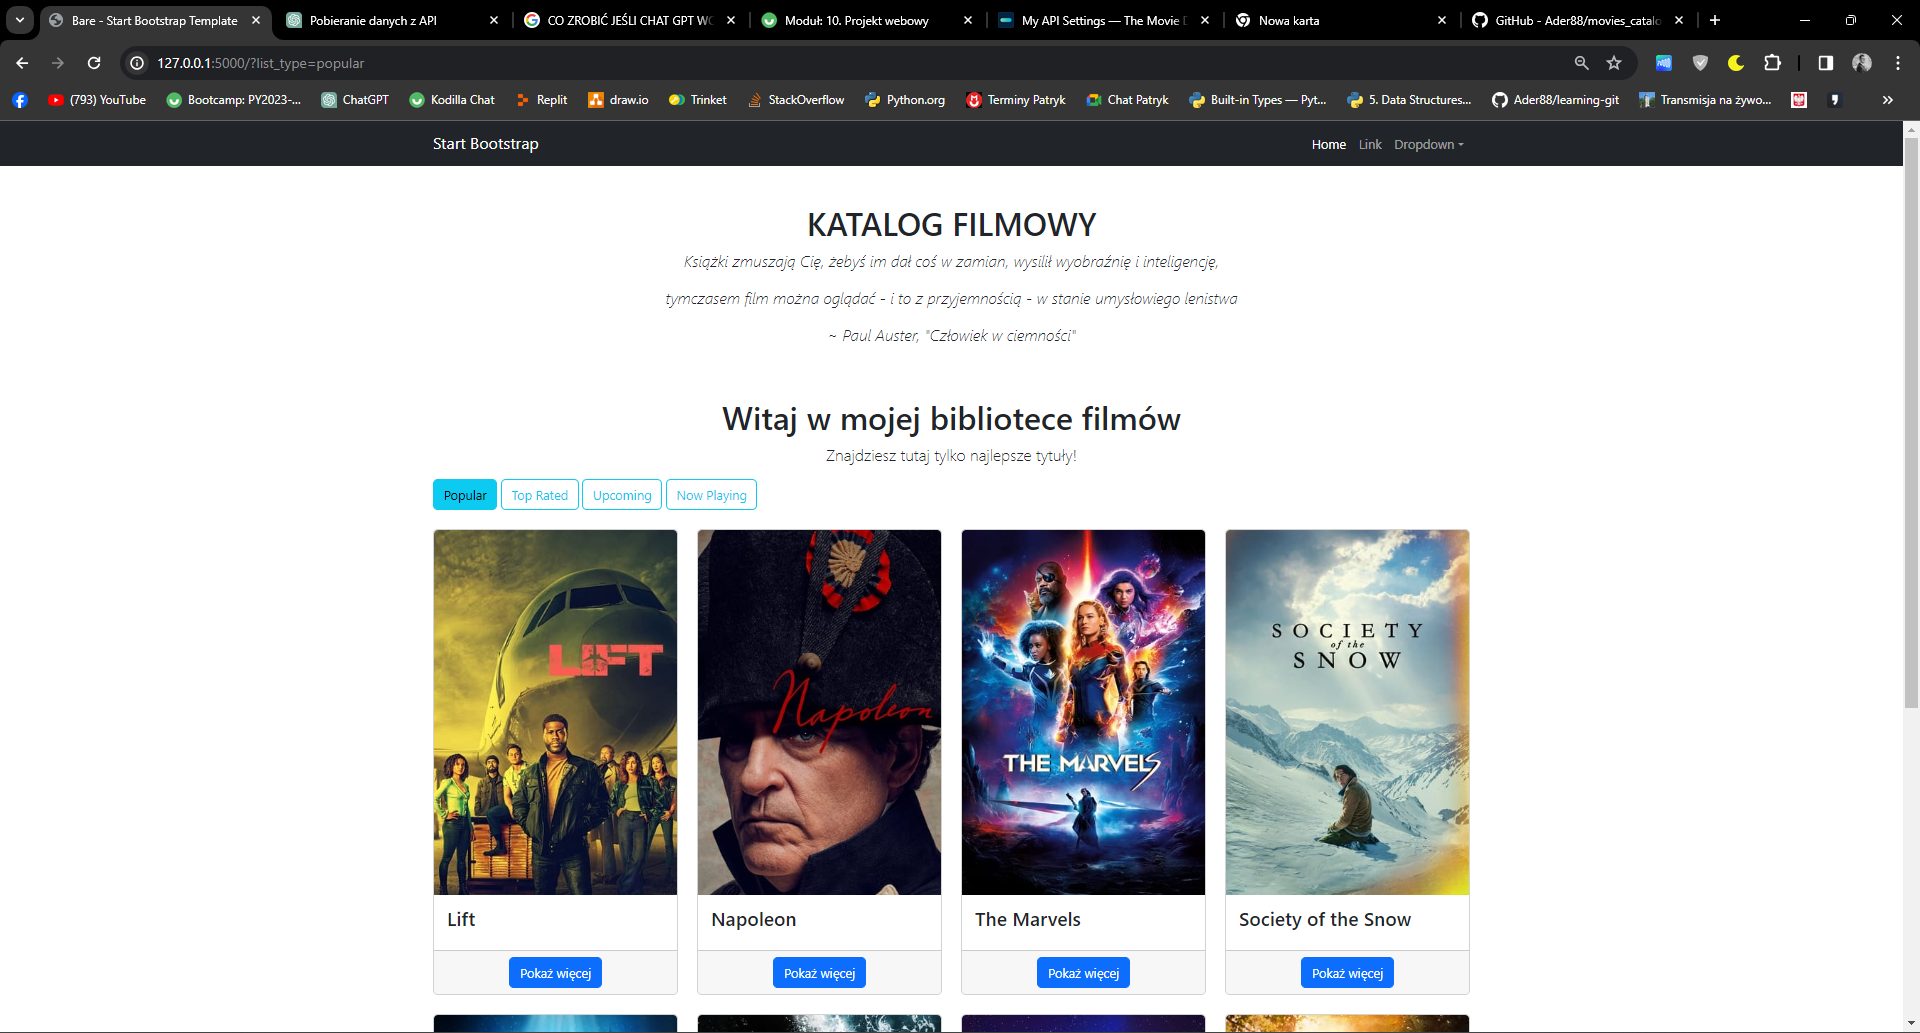 Bare - Start Bootstrap Template
Pobieranie danych z API
CO ZROBIĆ JEŚLI CHAT GPT
Moduł: 10. Projekt webowy
My API Settings — The Movie
Nowa karta
GitHub - Ader88/movies_catalo
127.0.0.1:5000/?list_type=popular
(793) YouTube
Bootcamp: PY2023-...
ChatGPT
Kodilla Chat
Replit
draw.io
Trinket
StackOverflow
Python.org
Terminy Patryk
Chat Patryk
Built-in Types — Pyt...
5. Data Structures...
Ader88/learning-git
Transmisja na żywo...
Start Bootstrap
Home
Link
Dropdown
KATALOG FILMOWY
Książki zmuszają Cię, żebyś im dał coś w zamian, wysilił wyobraźnię i inteligencję,
tymczasem film można oglądać - i to z przyjemnością - w stanie umysłowiego lenistwa
~ Paul Auster, "Człowiek w ciemności"
Witaj w mojej bibliotece filmów
Znajdziesz tutaj tylko najlepsze tytuły!
Popular
Top Rated
Upcoming
Now Playing
LIFT
Napoleon
THE MARVELS
SOCIETY
of the
SNOW
Lift
Napoleon
The Marvels
Society of the Snow
Pokaż więcej
Pokaż więcej
Pokaż więcej
Pokaż więcej